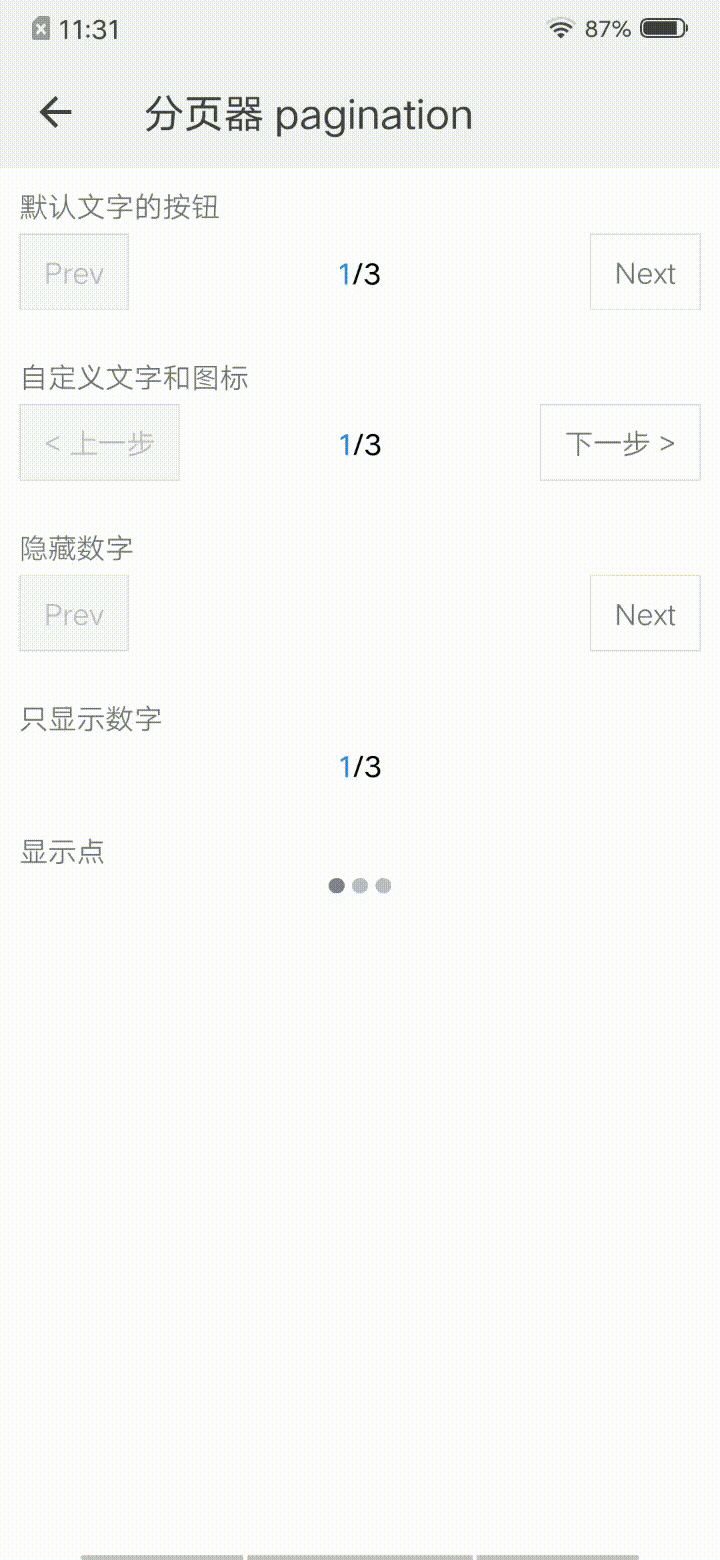 11:31 87%
分页器 pagination
默认文字的按钮
Prev 1/3 Next
自定义文字和图标
< 上一步 1/3 下一步 >
隐藏数字
Prev Next
只显示数字
1/3
显示点